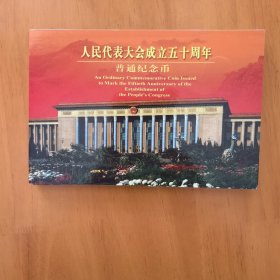 人民代表大会成立五十周年
普通纪念币
An Ordinary Commemorative Coin Issued
to Mark the Fiftieth Anniversary of the
Establishment of
the People's Congress